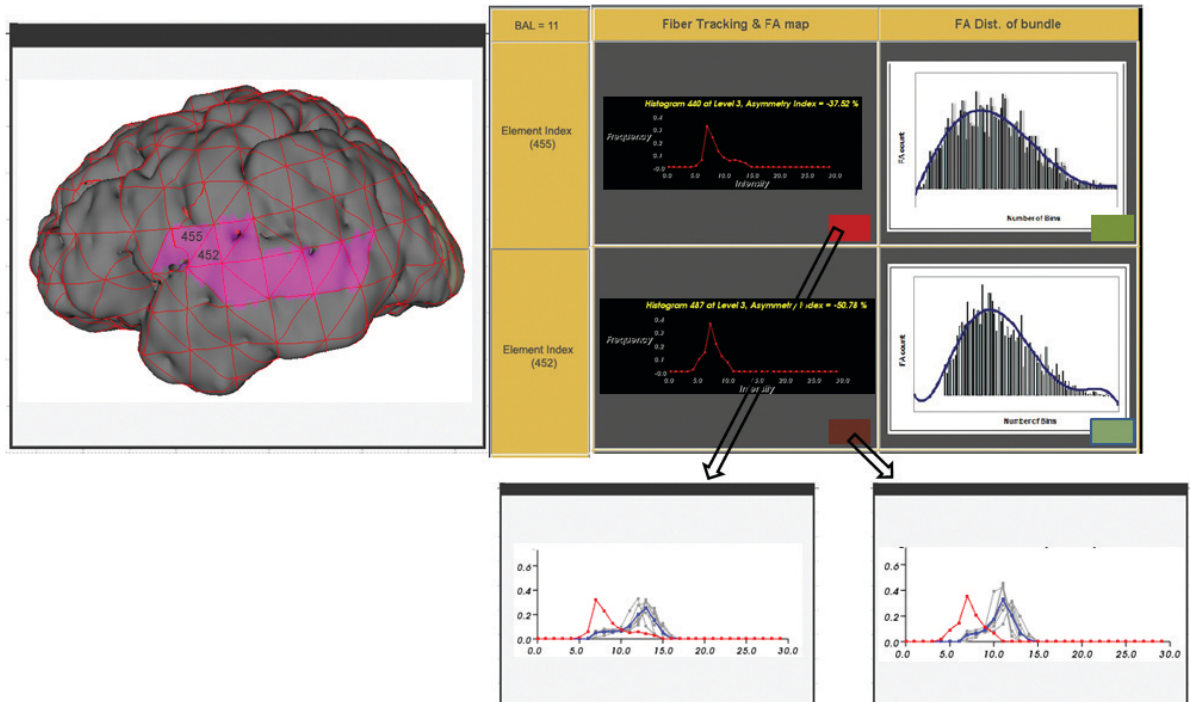 455
452
BAL = 11
Fiber Tracking & FA map
FA Dist. of bundle
Element Index
(455)
Histogram 440 at Level 3, Asymmetry Index = -37.52 %
Frequency
0.4
0.3
0.2
0.1
-0.0
0.0 5.0 10.0 15.0 20.0 25.0 30.0
Intensity
FA count
Number of Bins
Element Index
(452)
Histogram 487 at Level 3, Asymmetry Index = -50.78 %
Frequency
0.4
0.3
0.2
0.1
-0.0
0.0 5.0 10.0 15.0 20.0 25.0 30.0
Intensity
FA count
Number of Bins
0.6
0.4
0.2
0.0
0.0 5.0 10.0 15.0 20.0 25.0 30.0
0.6
0.4
0.2
0.0
0.0 5.0 10.0 15.0 20.0 25.0 30.0